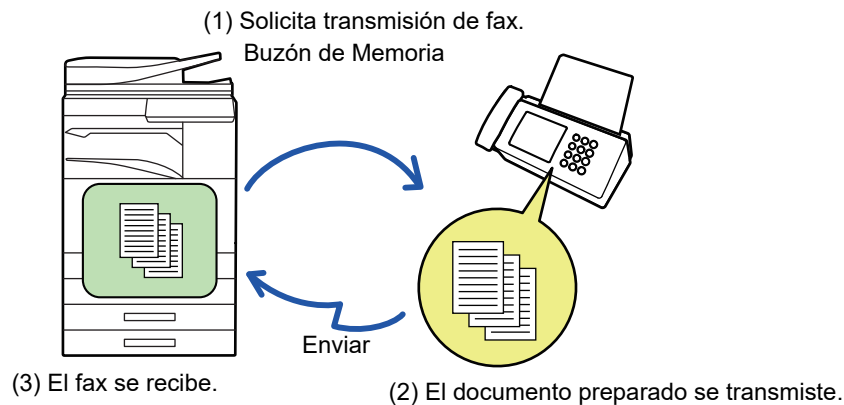 (1) Solicita transmisión de fax.
Buzón de Memoria
Enviar
(3) El fax se recibe.
(2) El documento preparado se transmiste.